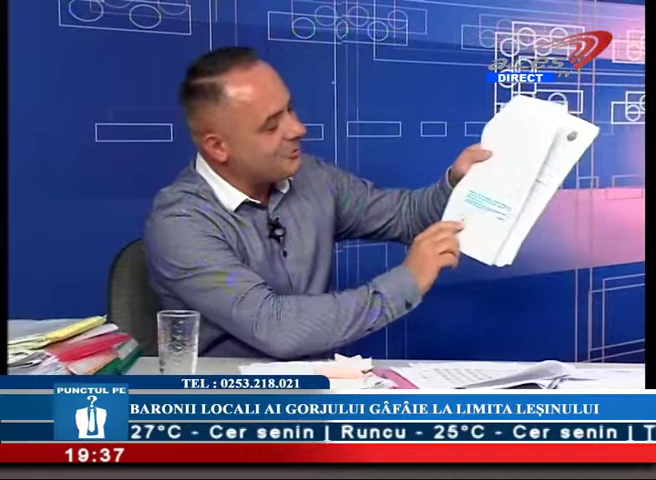 DIRECT
TEL : 0253.218.021
PUNCTUL PE
?
BARONII LOCALI AI GORJULUI GÂFÂIE LA LIMITA LEȘINULUI
27°C - Cer senin | Runcu - 25°C - Cer senin |
19:37